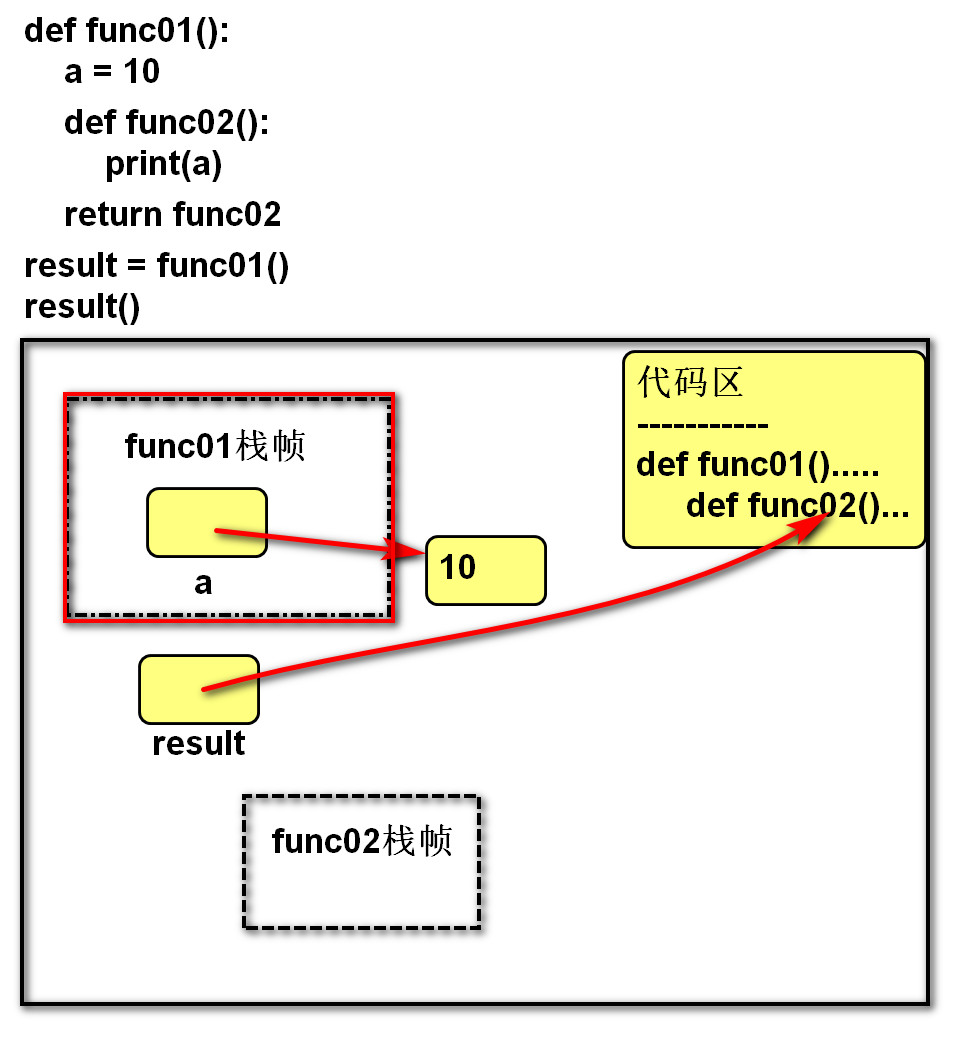 def func01():
    a = 10
    def func02():
        print(a)
    return func02
result = func01()
result()
代码区
-----------
def func01().....
    def func02()...
func01栈帧
a
10
result
func02栈帧